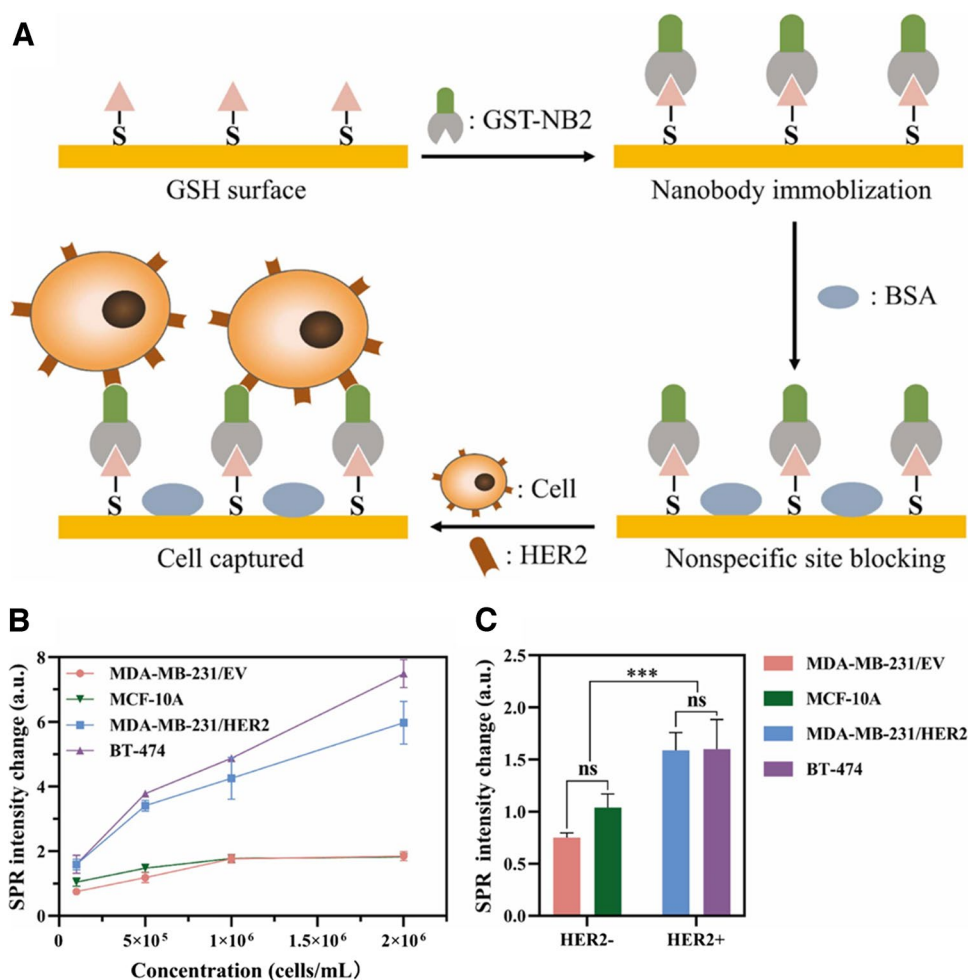 A
S S S
GSH surface
: GST-NB2
S S S
Nanobody immoblization
: BSA
S S S
Cell captured
: Cell
: HER2
S S S
Nonspecific site blocking
B
SPR intensity change (a.u.)
8
6
4
2
0
MDA-MB-231/EV
MCF-10A
MDA-MB-231/HER2
BT-474
0 5×10⁵ 1×10⁶ 1.5×10⁶ 2×10⁶
Concentration (cells/mL)
C
SPR intensity change (a.u.)
2.5
2.0
1.5
1.0
0.5
0.0
***
ns
ns
HER2- HER2+
MDA-MB-231/EV
MCF-10A
MDA-MB-231/HER2
BT-474